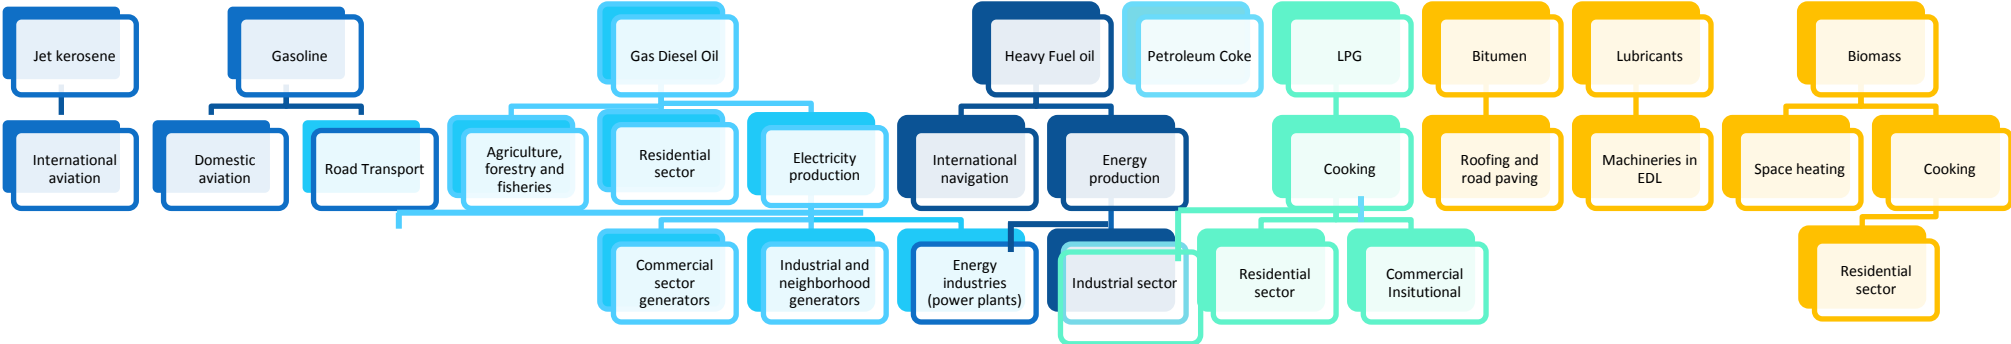 Jet kerosene
Gasoline
Gas Diesel Oil
Heavy Fuel oil
Petroleum Coke
LPG
Bitumen
Lubricants
Biomass
International
aviation
Domestic
aviation
Road Transport
Agriculture,
forestry and
fisheries
Residential
sector
Electricity
production
International
navigation
Energy
production
Cooking
Roofing and
road paving
Machineries in
EDL
Space heating
Cooking
Commercial
sector
generators
Industrial and
neighborhood
generators
Energy
industries
(power plants)
Industrial sector
Residential
sector
Commercial
Insitutional
Residential
sector